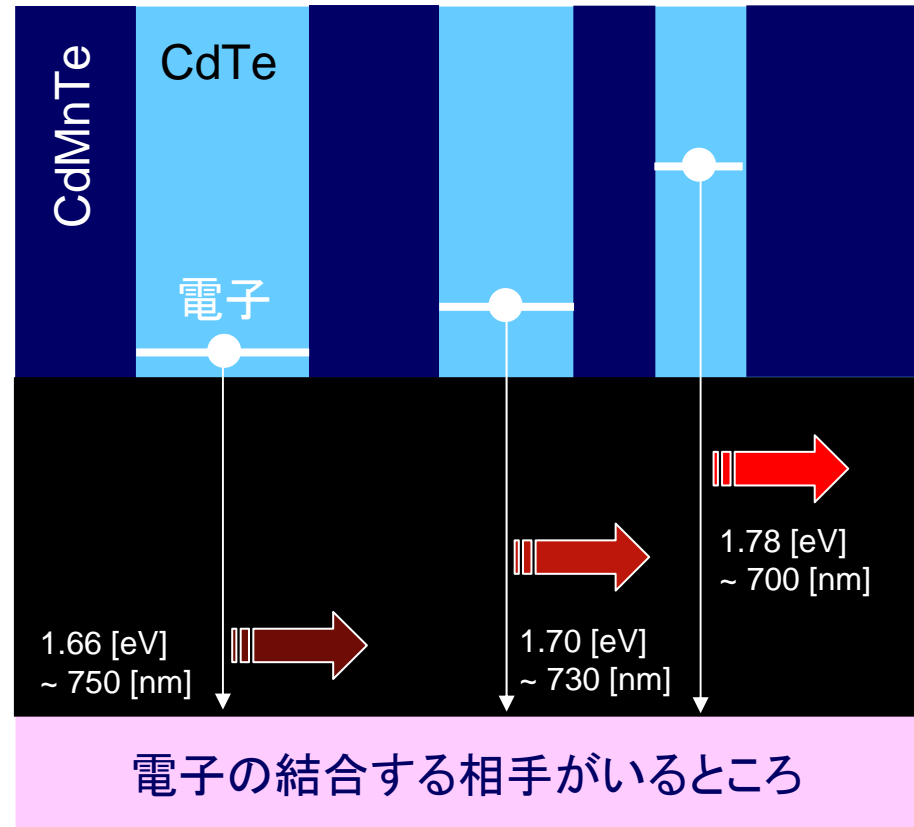 CdMnTe
CdTe
電子
1.66 [eV]
~ 750 [nm]
1.70 [eV]
~ 730 [nm]
1.78 [eV]
~ 700 [nm]
電子の結合する相手がいるところ